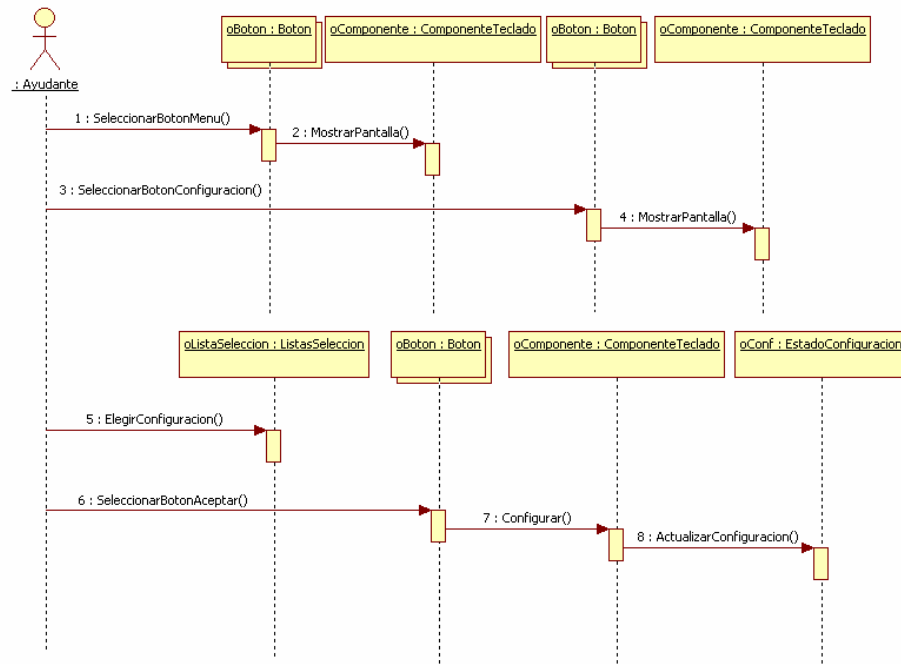 oBoton : Boton
oComponente : ComponenteTeclado
oBoton : Boton
oComponente : ComponenteTeclado
: Ayudante
1 : SeleccionarBotonMenu()
2 : MostrarPantalla()
3 : SeleccionarBotonConfiguracion()
4 : MostrarPantalla()
oListaSeleccion : ListasSeleccion
oBoton : Boton
oComponente : ComponenteTeclado
oConf : EstadoConfiguracion
5 : ElegirConfiguracion()
6 : SeleccionarBotonAceptar()
7 : Configurar()
8 : ActualizarConfiguracion()